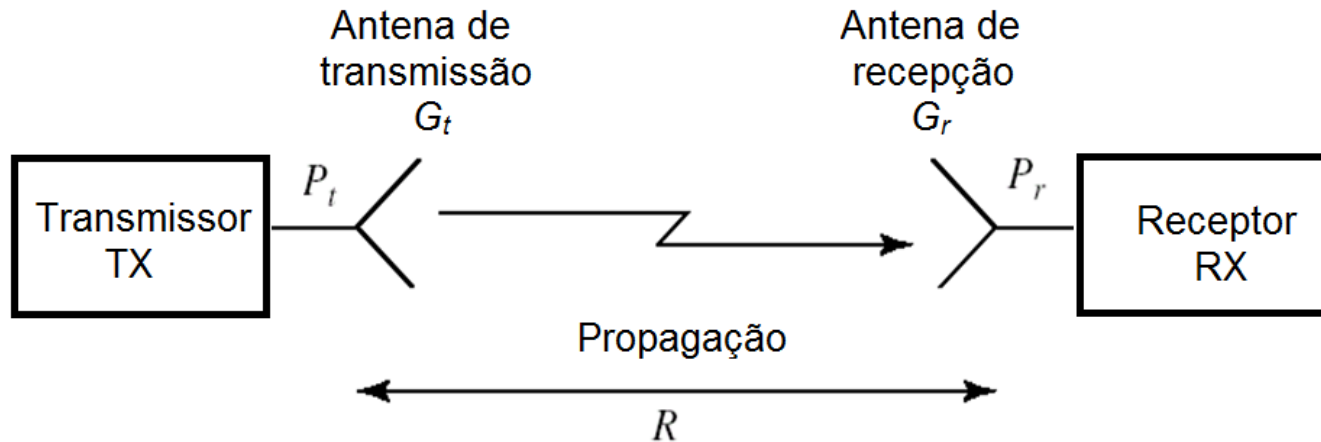 Antena de
transmissão
Gt
Antena de
recepção
Gr
Transmissor
TX
Pt
Pr
Receptor
RX
Propagação
R